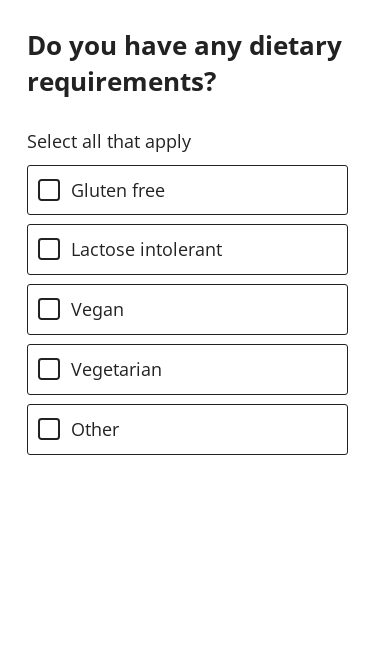 Do you have any dietary
requirements?
Select all that apply
Gluten free
Lactose intolerant
Vegan
Vegetarian
Other